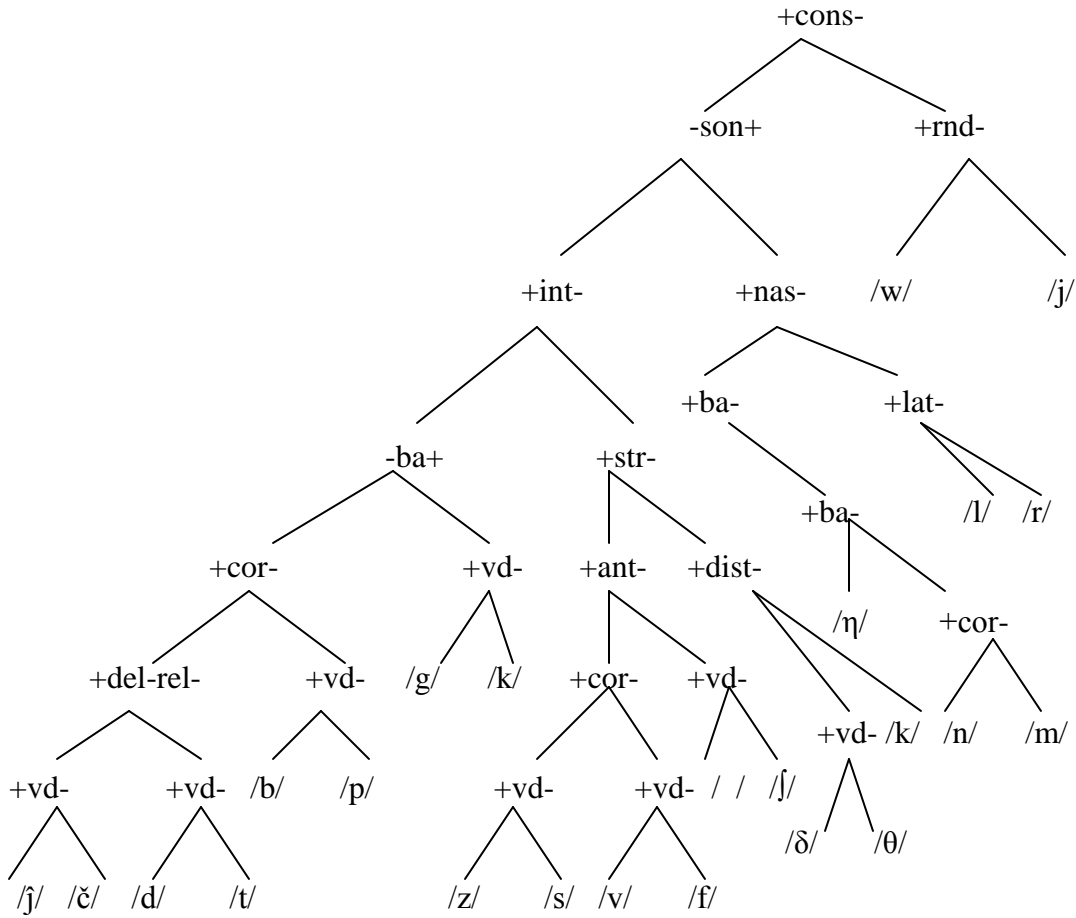 +cons-
-son+ +rnd-
+int- +nas- /w/ /j/
+ba- +lat-
-ba+ +str-
+ba- /l/ /r/
+cor- +vd- +ant- +dist-
/η/ +cor-
+del-rel- +vd- /g/ /k/ +cor- +vd-
+vd- /k/ /n/ /m/
+vd- +vd- /b/ /p/ +vd- +vd- / / /ʃ/
/δ/ /θ/
/ĵ/ /č/ /d/ /t/ /z/ /s/ /v/ /f/